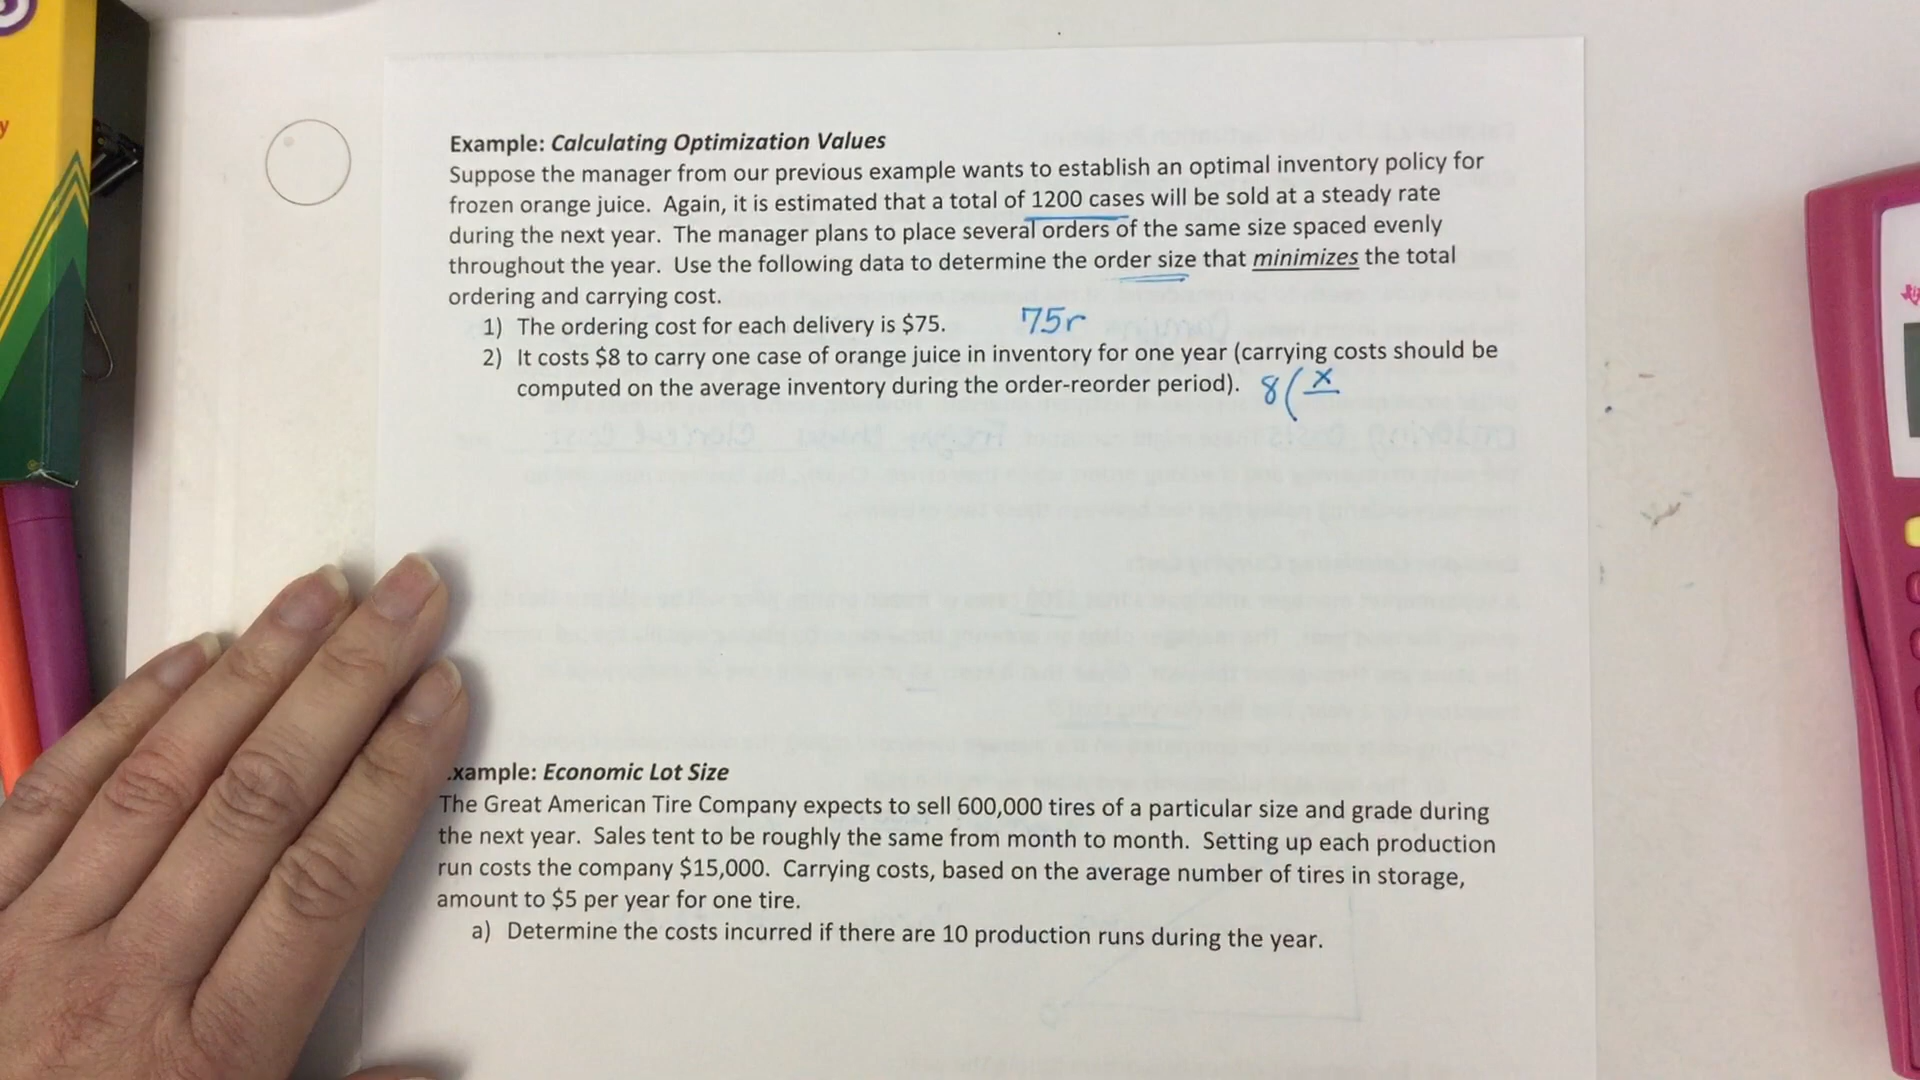 Example: Calculating Optimization Values
Suppose the manager from our previous example wants to establish an optimal inventory policy for
frozen orange juice. Again, it is estimated that a total of 1200 cases will be sold at a steady rate
during the next year. The manager plans to place several orders of the same size spaced evenly
throughout the year. Use the following data to determine the order size that minimizes the total
ordering and carrying cost.
1) The ordering cost for each delivery is $75. 75r
2) It costs $8 to carry one case of orange juice in inventory for one year (carrying costs should be
computed on the average inventory during the order-reorder period). 8(x
xample: Economic Lot Size
The Great American Tire Company expects to sell 600,000 tires of a particular size and grade during
the next year. Sales tent to be roughly the same from month to month. Setting up each production
run costs the company $15,000. Carrying costs, based on the average number of tires in storage,
amount to $5 per year for one tire.
a) Determine the costs incurred if there are 10 production runs during the year.